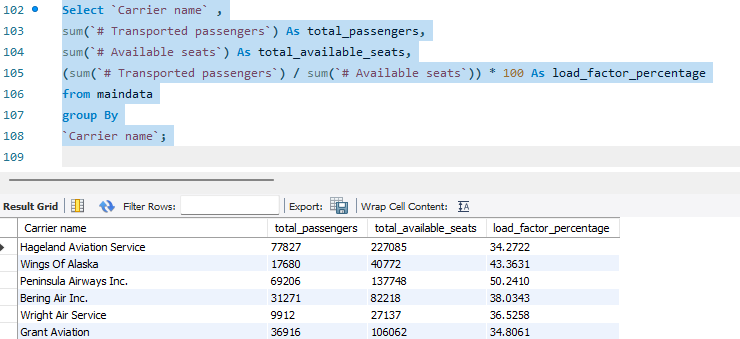 102 Select `Carrier name` ,
103 sum(`# Transported passengers`) As total_passengers,
104 sum(`# Available seats`) As total_available_seats,
105 (sum(`# Transported passengers`) / sum(`# Available seats`)) * 100 As load_factor_percentage
106 from maindata
107 group By
108 `Carrier name`;
109
Result Grid Filter Rows: Export: Wrap Cell Content: IA
Carrier name total_passengers total_available_seats load_factor_percentage
Hageland Aviation Service 77827 227085 34.2722
Wings Of Alaska 17680 40772 43.3631
Peninsula Airways Inc. 69206 137748 50.2410
Bering Air Inc. 31271 82218 38.0343
Wright Air Service 9912 27137 36.5258
Grant Aviation 36916 106062 34.8061